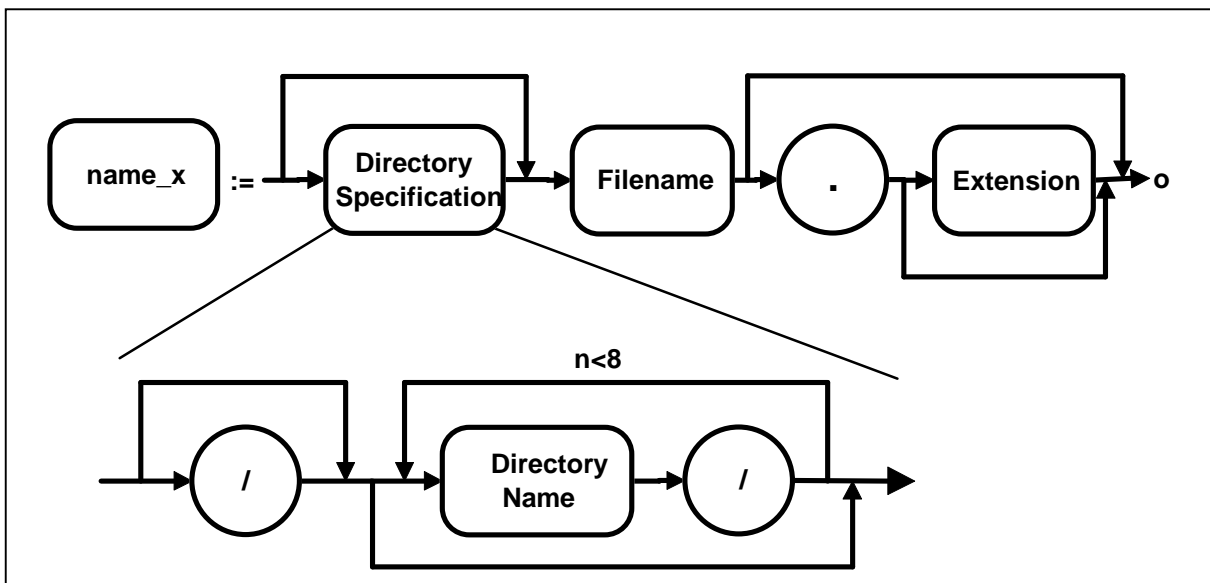 name_x
:=
Directory
Specification
Filename
.
Extension
o
n<8
/
Directory
Name
/